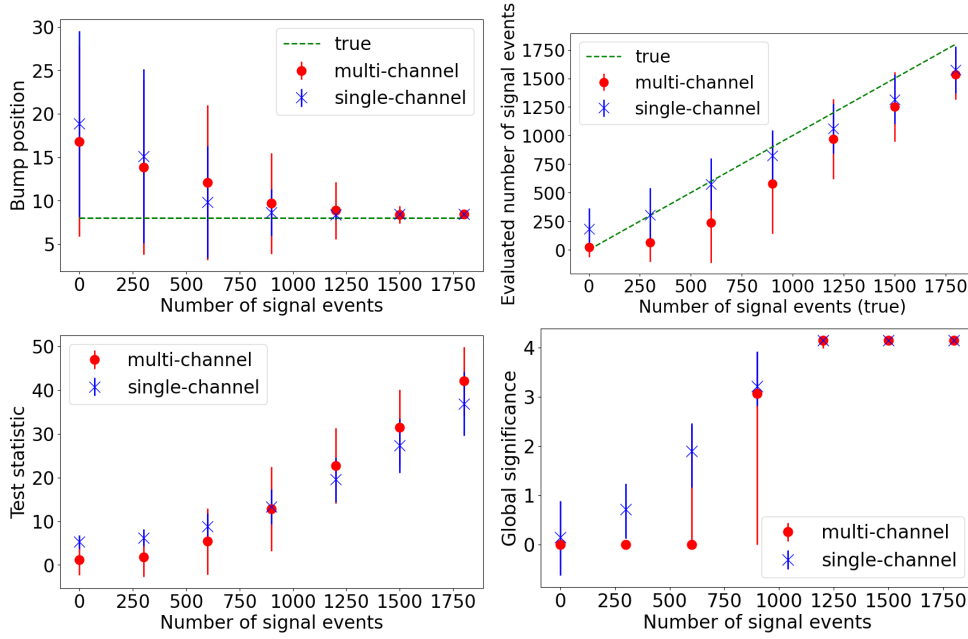 30
25
20
15
10
5
Bump position
true
multi-channel
single-channel
0 250 500 750 1000 1250 1500 1750
Number of signal events
1750
1500
1250
1000
750
500
250
0
Evaluated number of signal events
true
multi-channel
single-channel
0 250 500 750 1000 1250 1500 1750
Number of signal events (true)
50
40
30
20
10
0
Test statistic
multi-channel
single-channel
0 250 500 750 1000 1250 1500 1750
Number of signal events
4
3
2
1
0
Global significance
multi-channel
single-channel
0 250 500 750 1000 1250 1500 1750
Number of signal events